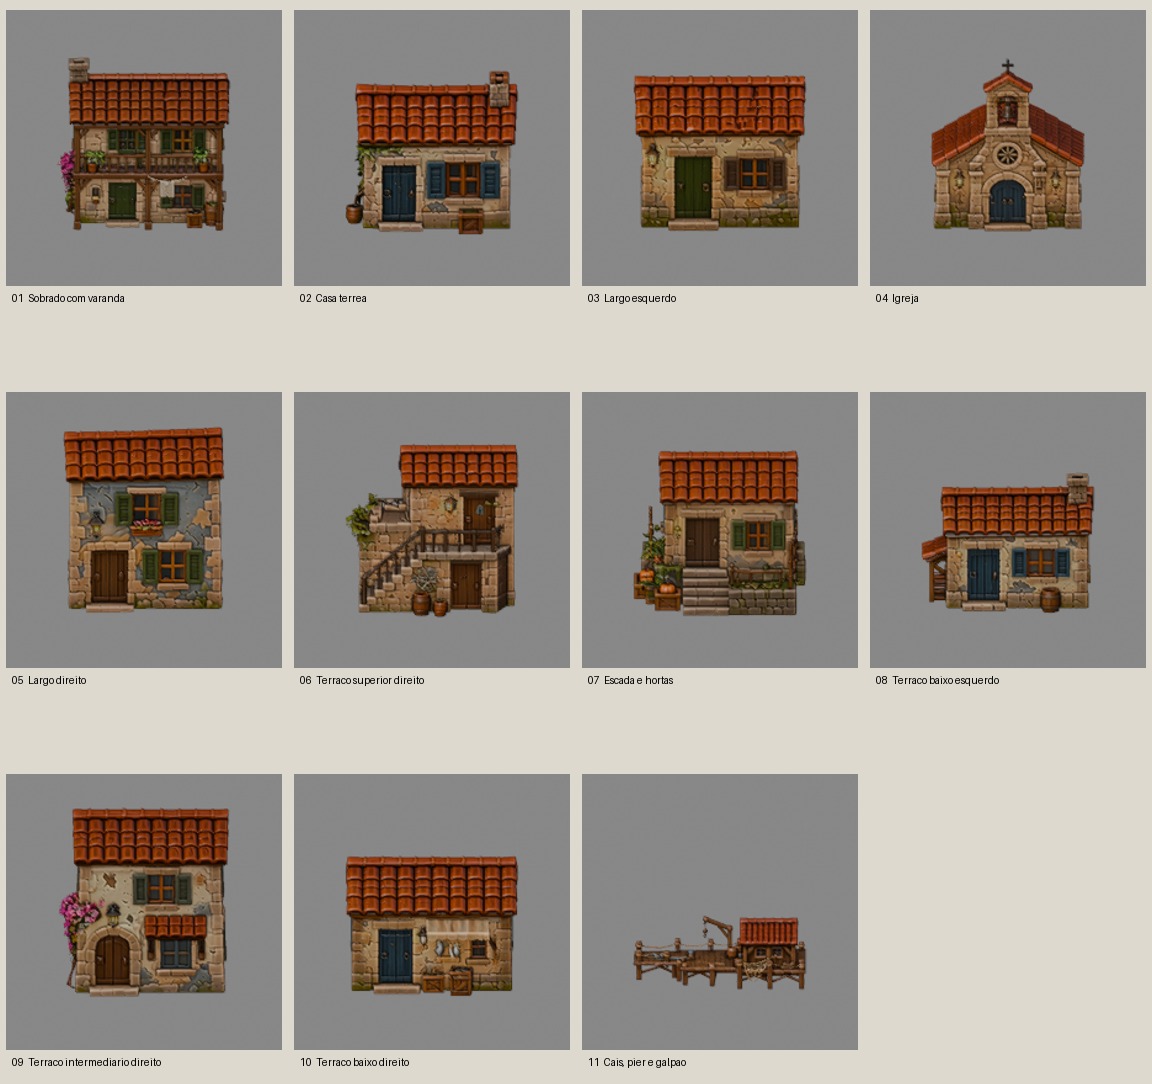 01 Sobrado com varanda
02 Casa terrea
03 Largo esquerdo
04 Igreja
05 Largo direito
06 Terraco superior direito
07 Escada e hortas
08 Terraco baixo esquerdo
09 Terraco intermediario direito
10 Terraco baixo direito
11 Cais, pier e galpao